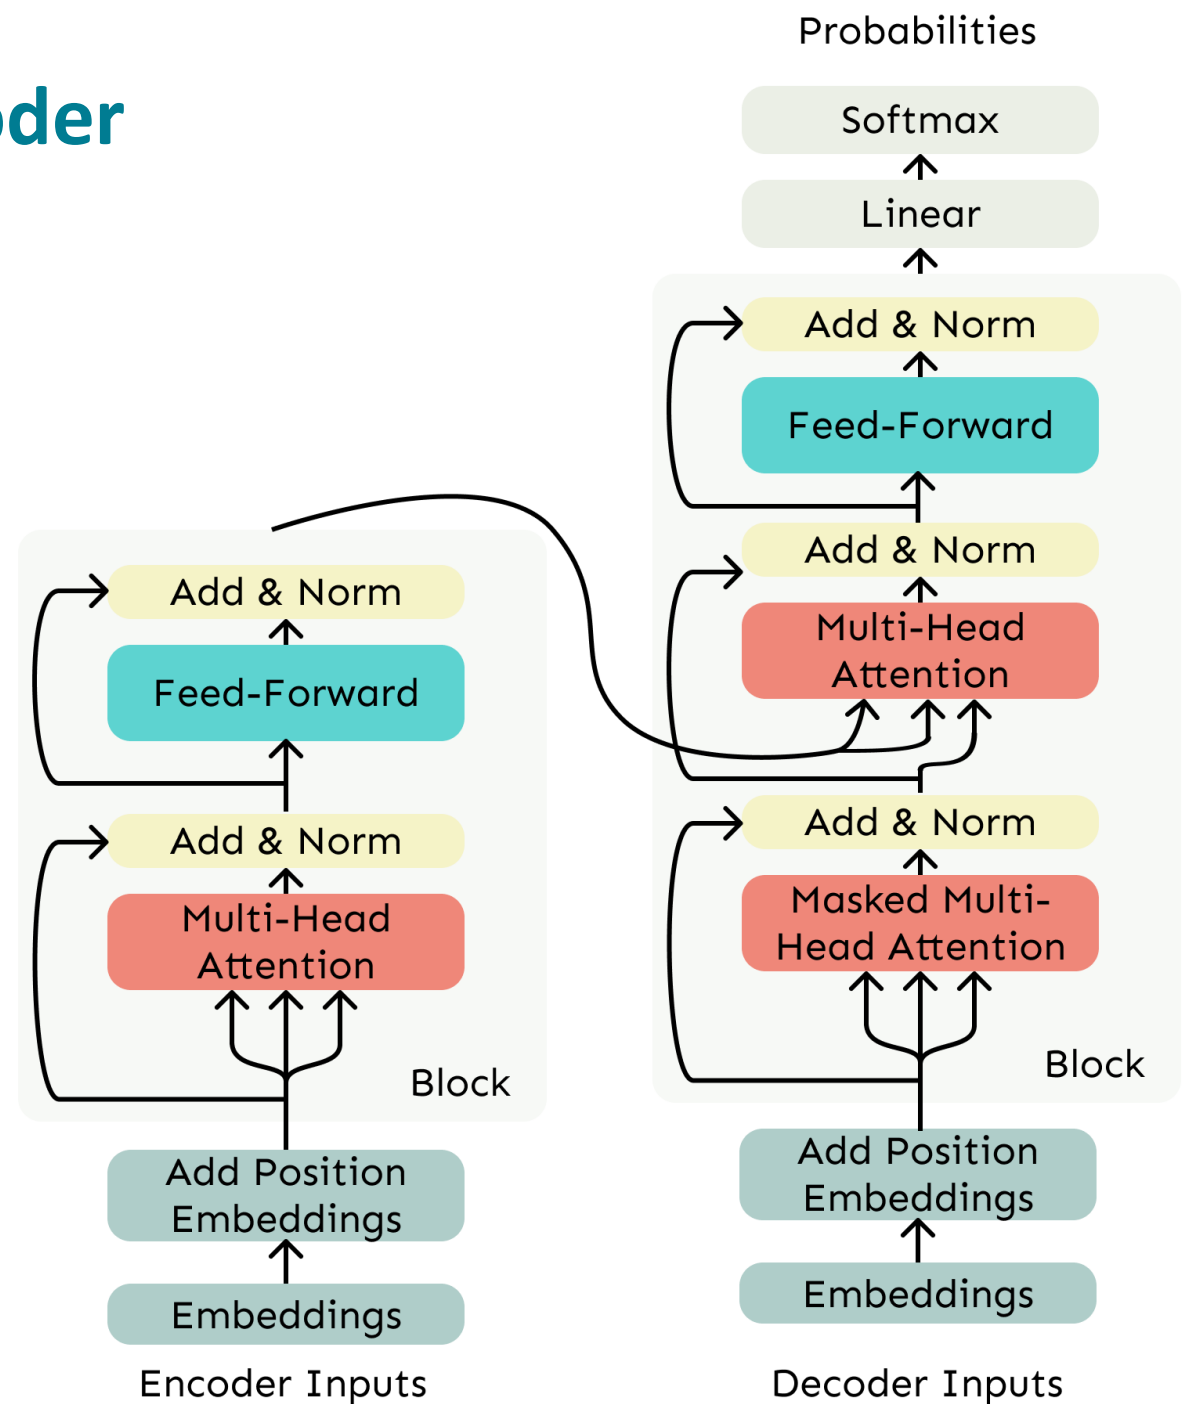 oder
Probabilities
Softmax
Linear
Add & Norm
Feed-Forward
Add & Norm
Multi-Head
Attention
Add & Norm
Masked Multi-
Head Attention
Block
Add Position
Embeddings
Embeddings
Decoder Inputs
Add & Norm
Feed-Forward
Add & Norm
Multi-Head
Attention
Block
Add Position
Embeddings
Embeddings
Encoder Inputs